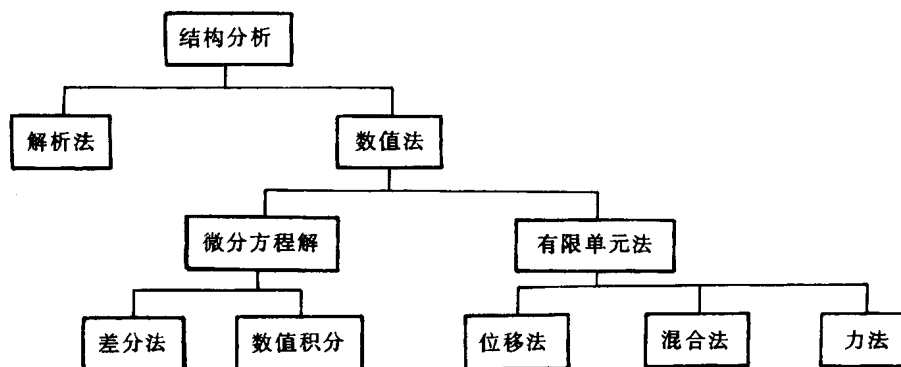 结构分析
解析法
数值法
微分方程解
有限单元法
差分法
数值积分
位移法
混合法
力法